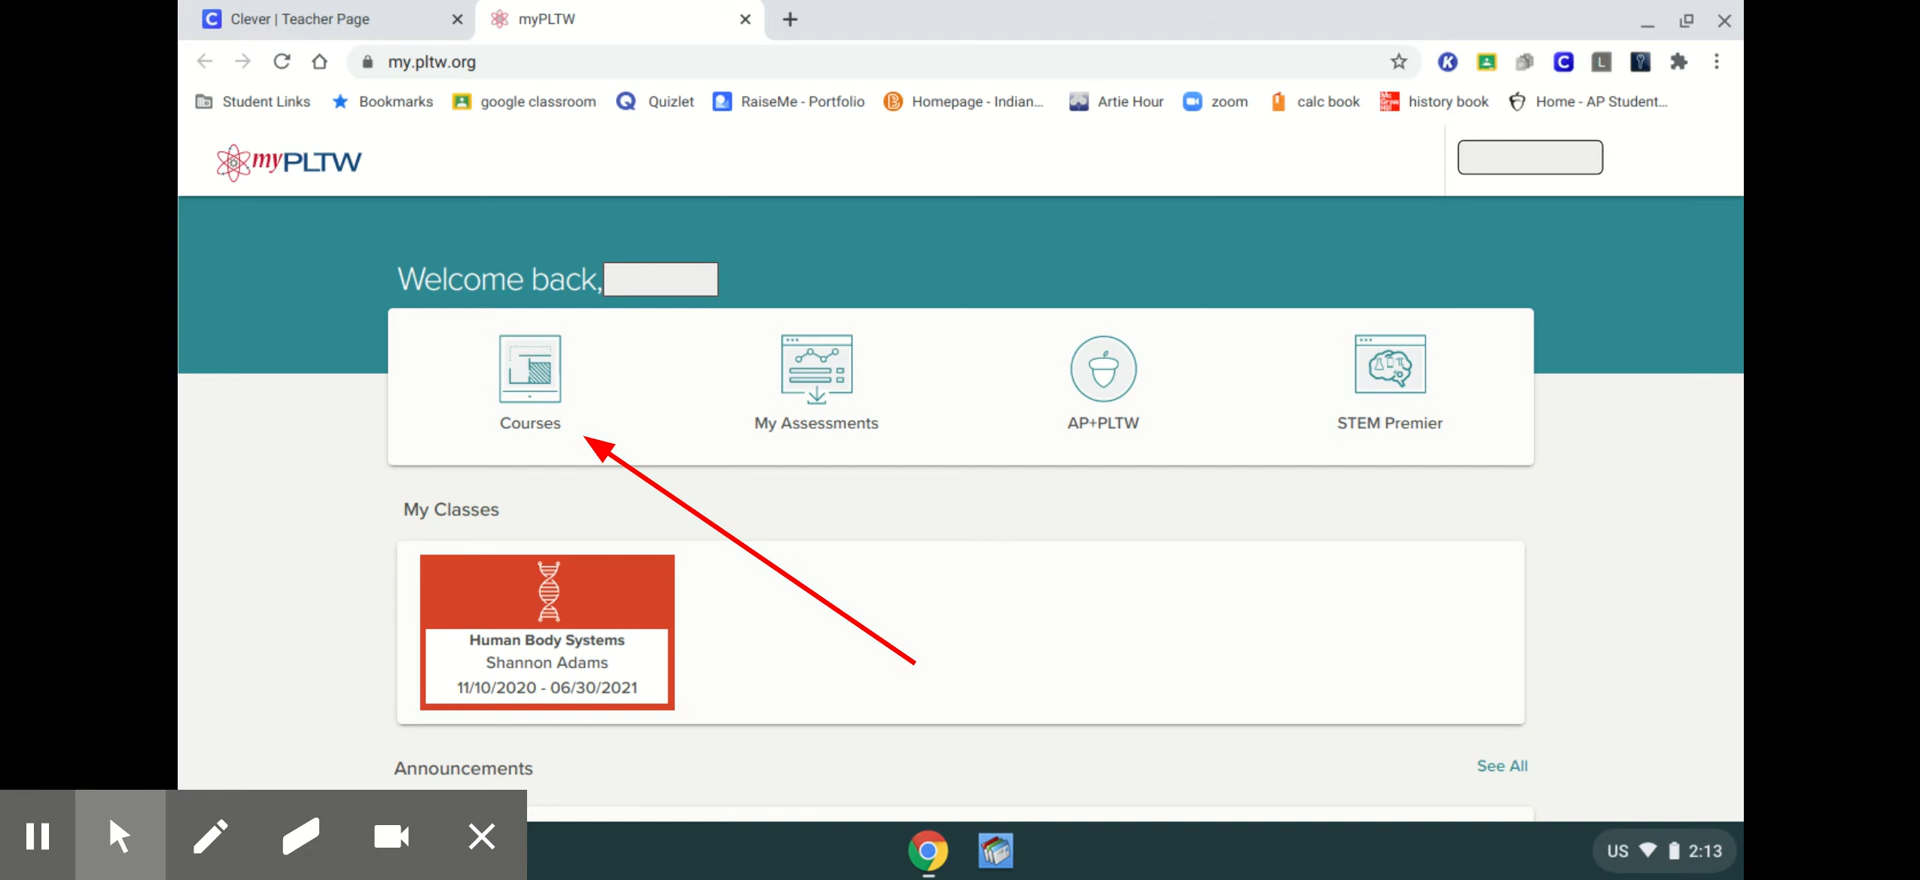 Clever | Teacher Page
myPLTW
my.pltw.org
Student Links
Bookmarks
google classroom
Quizlet
RaiseMe - Portfolio
Homepage - Indian...
Artie Hour
zoom
calc book
history book
Home - AP Student...
myPLTW
Welcome back,
Courses
My Assessments
AP+PLTW
STEM Premier
My Classes
Human Body Systems
Shannon Adams
11/10/2020 - 06/30/2021
Announcements
See All
US
2:13